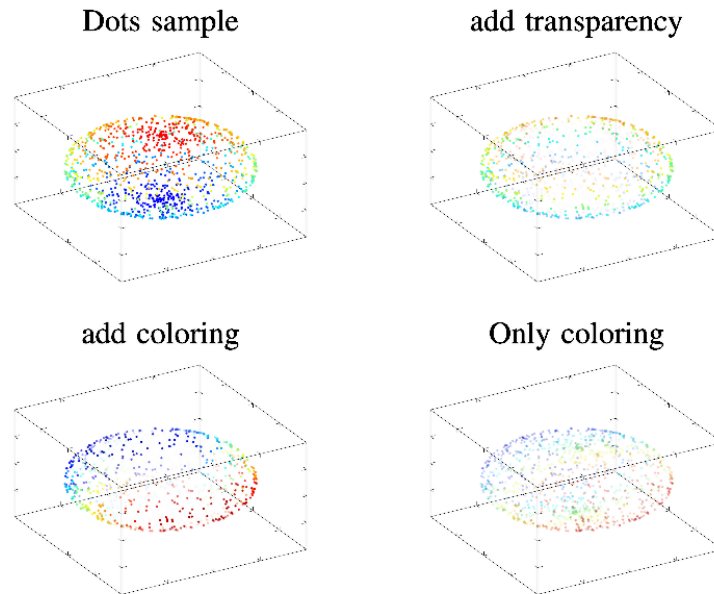 Dots sample
add transparency
add coloring
Only coloring